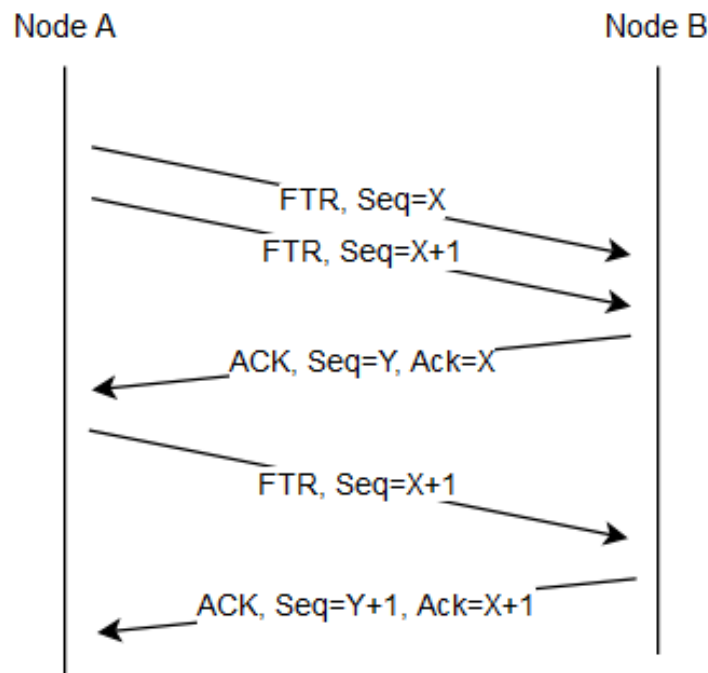 Node A
Node B
FTR, Seq=X
FTR, Seq=X+1
ACK, Seq=Y, Ack=X
FTR, Seq=X+1
ACK, Seq=Y+1, Ack=X+1